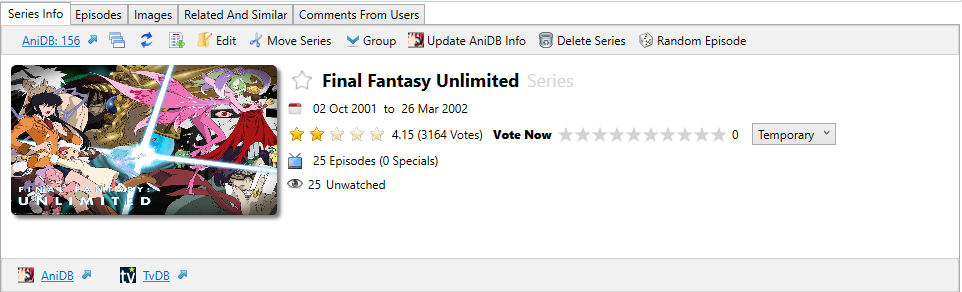 Series Info Episodes Images Related And Similar Comments From Users
AniDB: 156 Edit Move Series Group Update AniDB Info Delete Series Random Episode
Final Fantasy Unlimited Series
02 Oct 2001 to 26 Mar 2002
4.15 (3164 Votes) Vote Now 0 Temporary
25 Episodes (0 Specials)
25 Unwatched
FINAL FANTASY:
UNLIMITED
AniDB tv TvDB